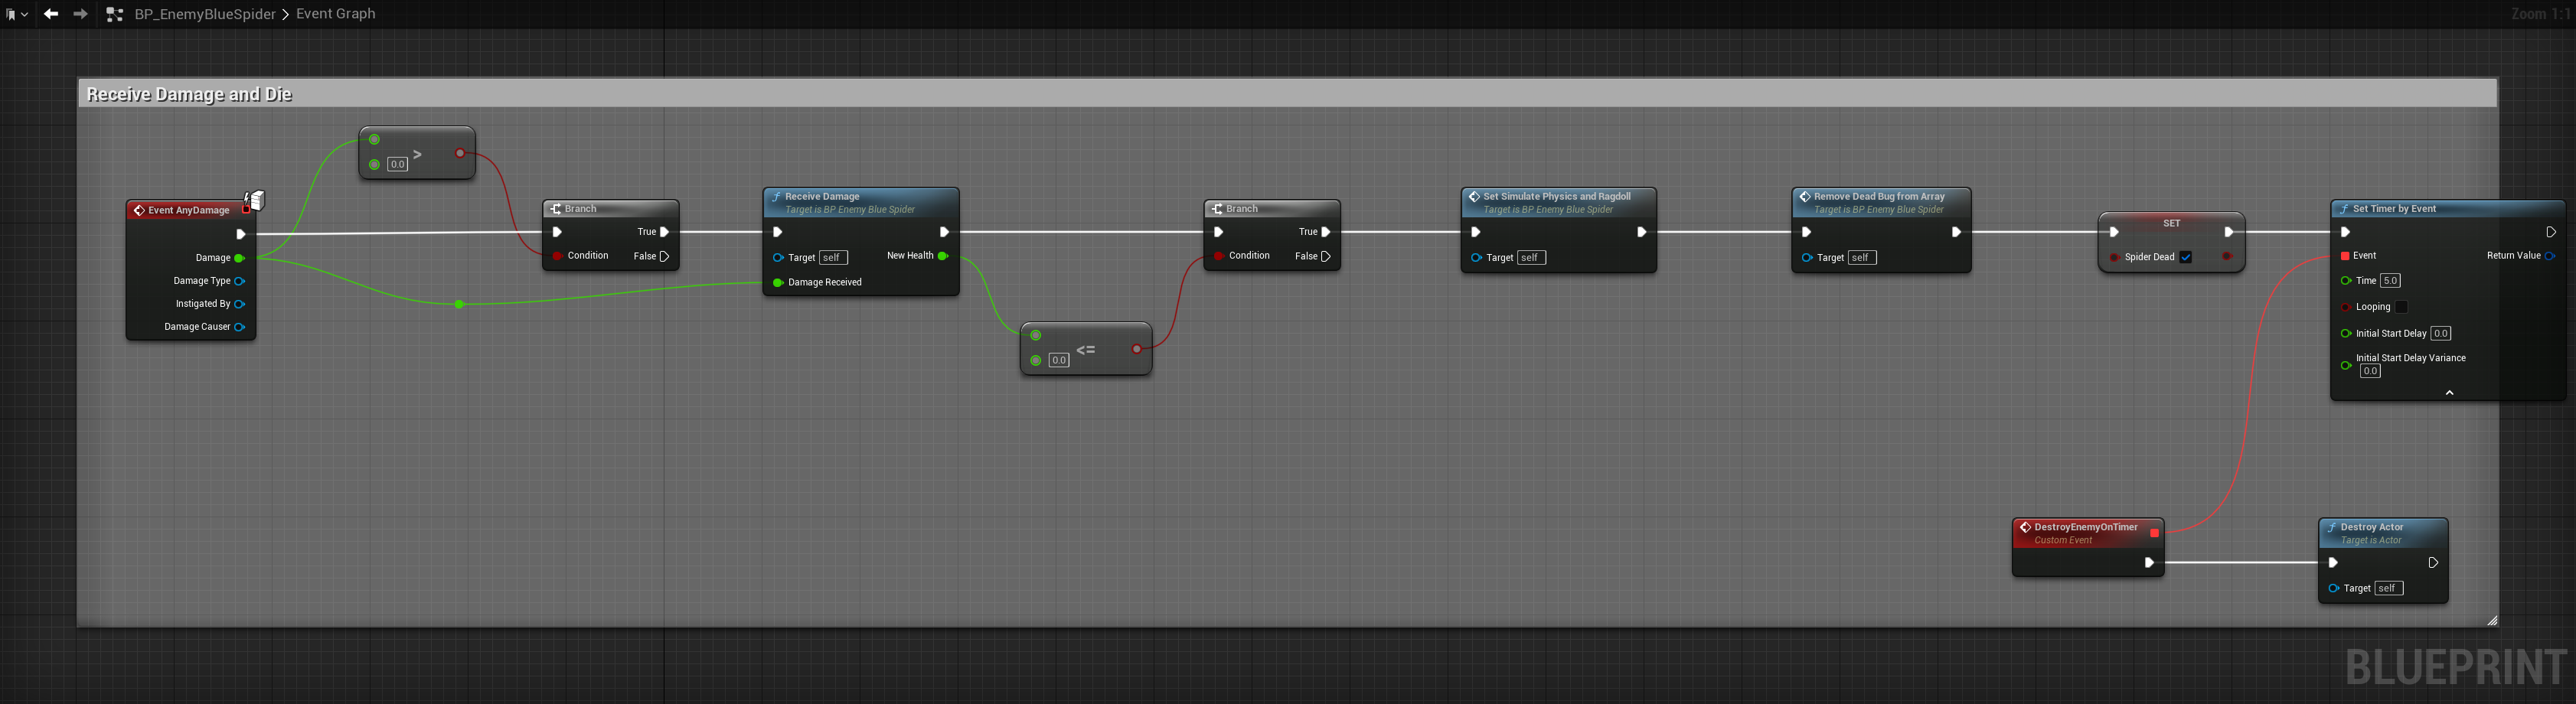 BP_EnemyBlueSpider > Event Graph
Zoom 1:1
Receive Damage and Die
>
0.0
Event AnyDamage
Damage
Damage Type
Instigated By
Damage Causer
Branch
True
Condition
False
Receive Damage
Target is BP Enemy Blue Spider
Target self
New Health
Damage Received
<=
0.0
Branch
True
Condition
False
Set Simulate Physics and Ragdoll
Target is BP Enemy Blue Spider
Target self
Remove Dead Bug from Array
Target is BP Enemy Blue Spider
Target self
SET
Spider Dead
Set Timer by Event
Event
Return Value
Time 5.0
Looping
Initial Start Delay 0.0
Initial Start Delay Variance
0.0
DestroyEnemyOnTimer
Custom Event
Destroy Actor
Target is Actor
Target self
BLUEPRINT